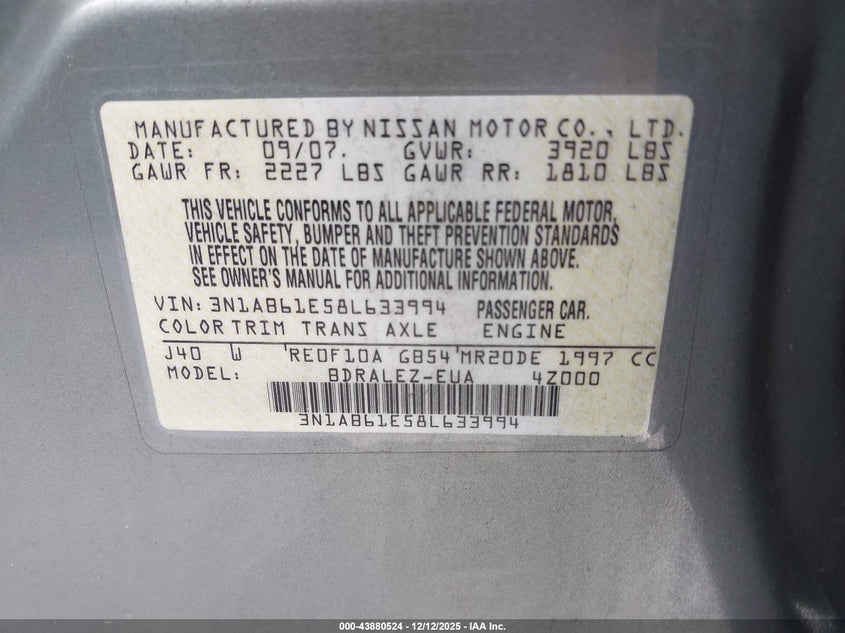 MANUFACTURED BY NISSAN MOTOR CO., LTD.
DATE: 09/07. GVWR: 3920 LBS
GAWR FR: 2227 LBS GAWR RR: 1810 LBS
THIS VEHICLE CONFORMS TO ALL APPLICABLE FEDERAL MOTOR,
VEHICLE SAFETY, BUMPER AND THEFT PREVENTION STANDARDS
IN EFFECT ON THE DATE OF MANUFACTURE SHOWN ABOVE.
SEE OWNER'S MANUAL FOR ADDITIONAL INFORMATION.
VIN: 3N1AB61E58L633994 PASSENGER CAR.
COLOR TRIM TRANS AXLE ENGINE
J40 W RE0F10A GB54 MR20DE 1997 CC
MODEL: BDRALEZ-EUA 4Z000
3N1AB61E58L633994
000-43880524 - 12/12/2025 - IAA Inc.